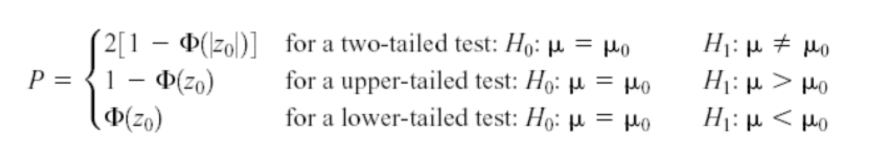 2[1 − Φ(|z₀|)] for a two-tailed test: H₀: μ = μ₀ H₁: μ ≠ μ₀
P = { 1 − Φ(z₀) for a upper-tailed test: H₀: μ = μ₀ H₁: μ > μ₀
Φ(z₀) for a lower-tailed test: H₀: μ = μ₀ H₁: μ < μ₀